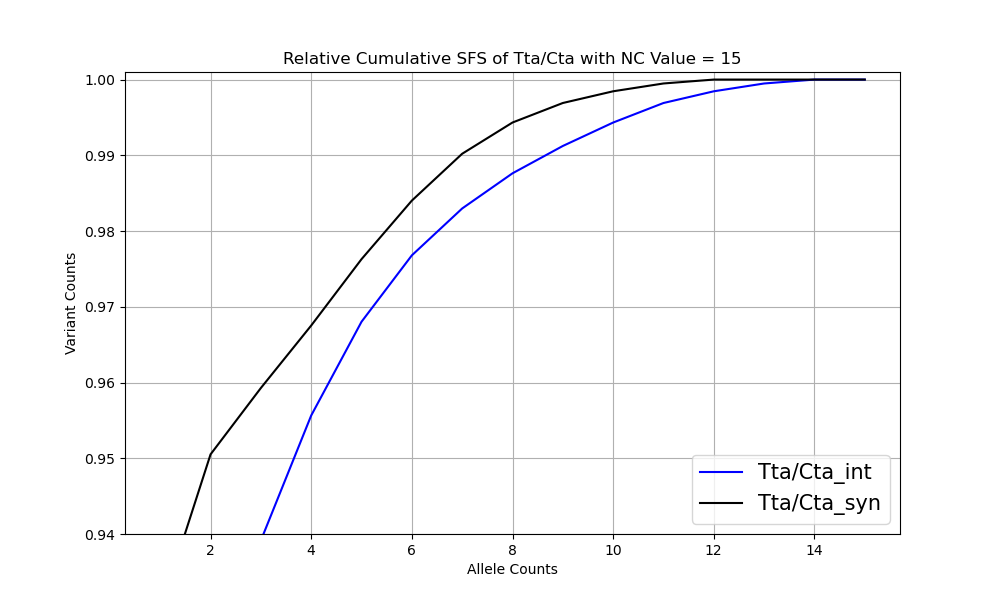 Relative Cumulative SFS of Tta/Cta with NC Value = 15
1.00
0.99
0.98
0.97
0.96
0.95
0.94
Variant Counts
2 4 6 8 10 12 14
Allele Counts
Tta/Cta_int
Tta/Cta_syn